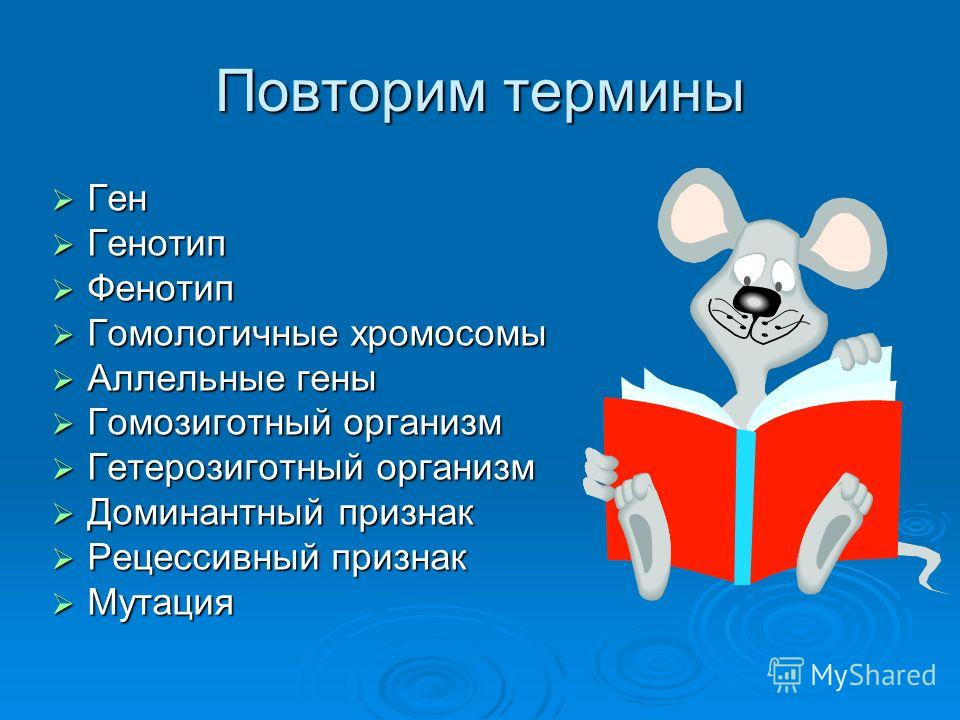 Повторим термины
Ген
Генотип
Фенотип
Гомологичные хромосомы
Аллельные гены
Гомозиготный организм
Гетерозиготный организм
Доминантный признак
Рецессивный признак
Мутация
MyShared